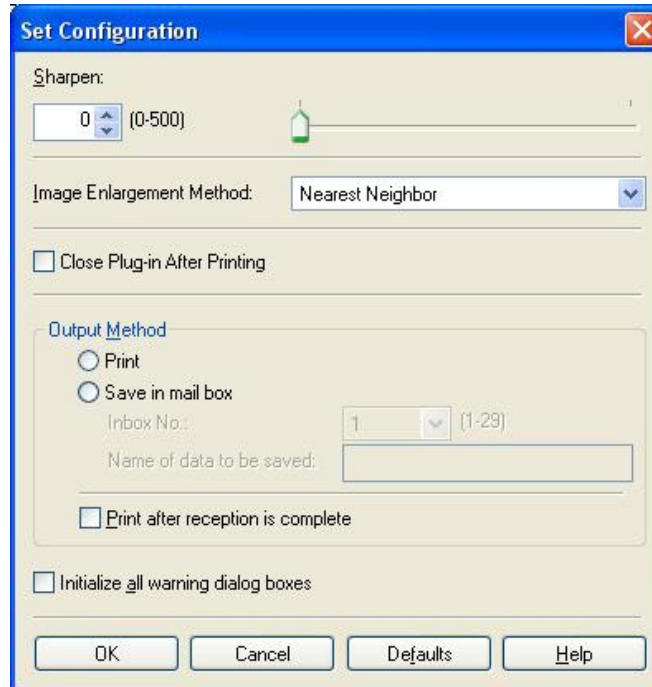 Set Configuration
Sharpen:
0 (0-500)
Image Enlargement Method: Nearest Neighbor
Close Plug-in After Printing
Output Method
Print
Save in mail box
Inbox No.: 1 (1-29)
Name of data to be saved:
Print after reception is complete
Initialize all warning dialog boxes
OK Cancel Defaults Help